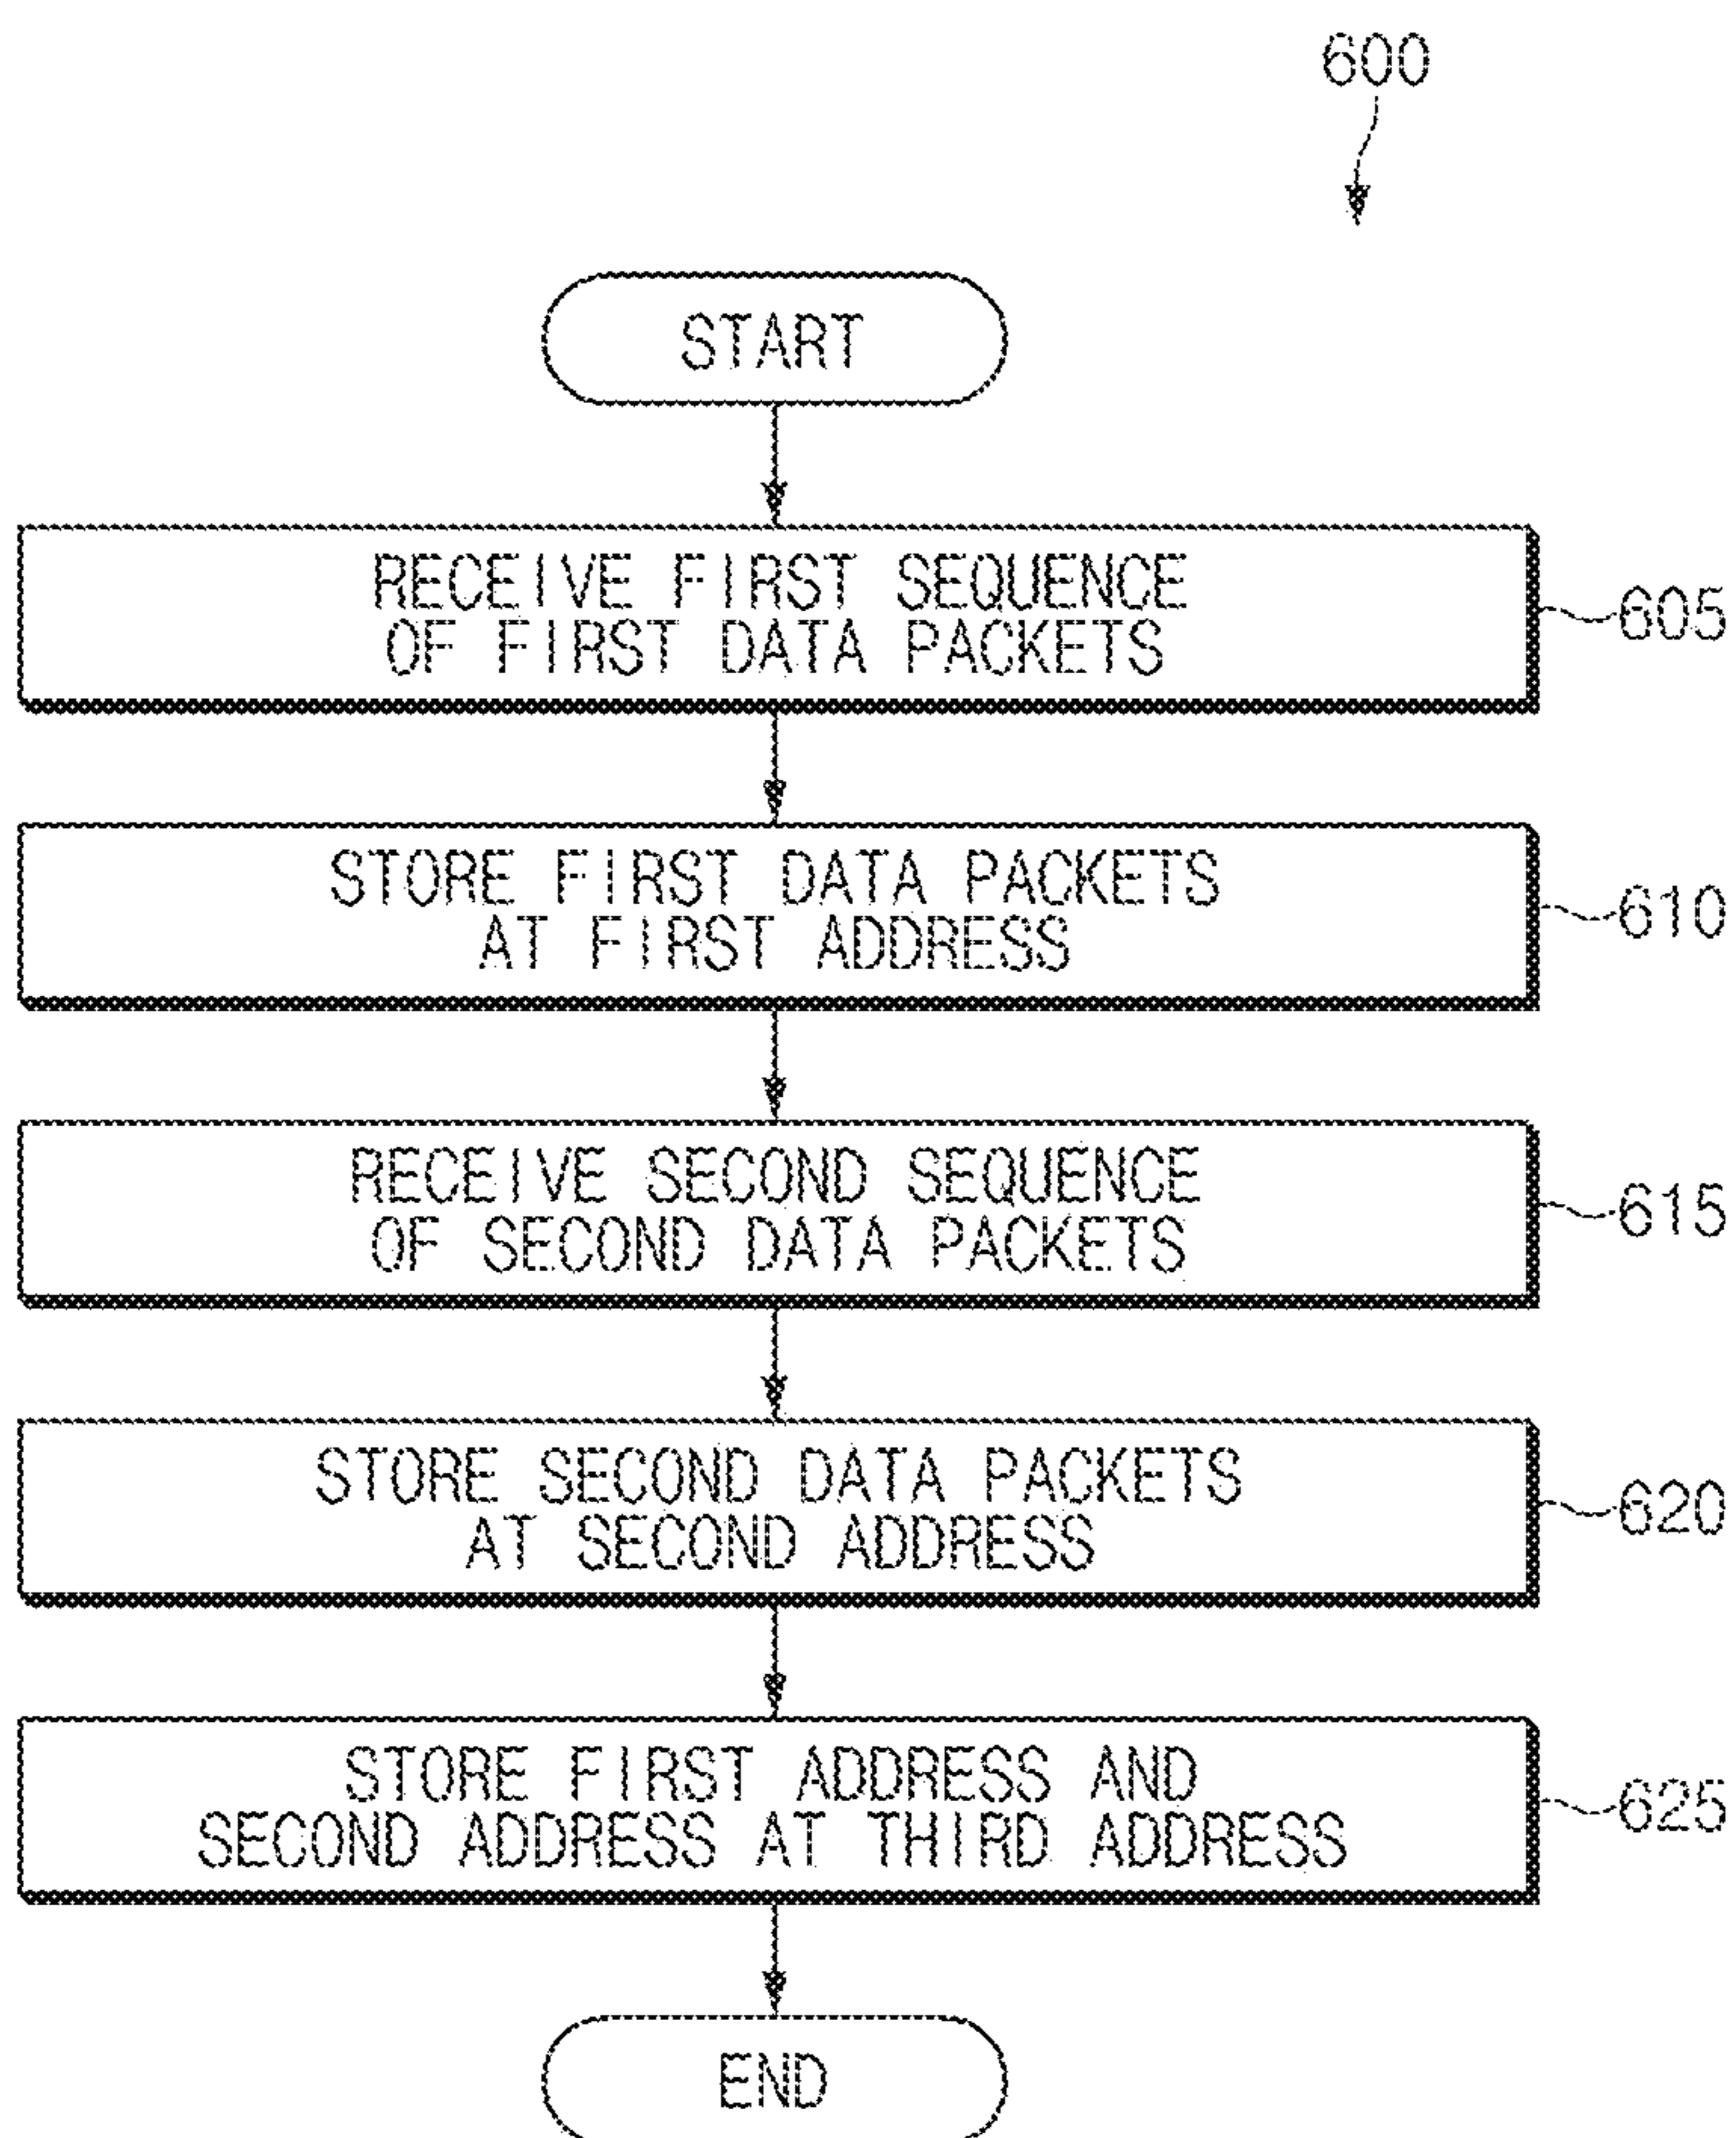 600
START
RECEIVE FIRST SEQUENCE
OF FIRST DATA PACKETS
605
STORE FIRST DATA PACKETS
AT FIRST ADDRESS
610
RECEIVE SECOND SEQUENCE
OF SECOND DATA PACKETS
615
STORE SECOND DATA PACKETS
AT SECOND ADDRESS
620
STORE FIRST ADDRESS AND
SECOND ADDRESS AT THIRD ADDRESS
625
END